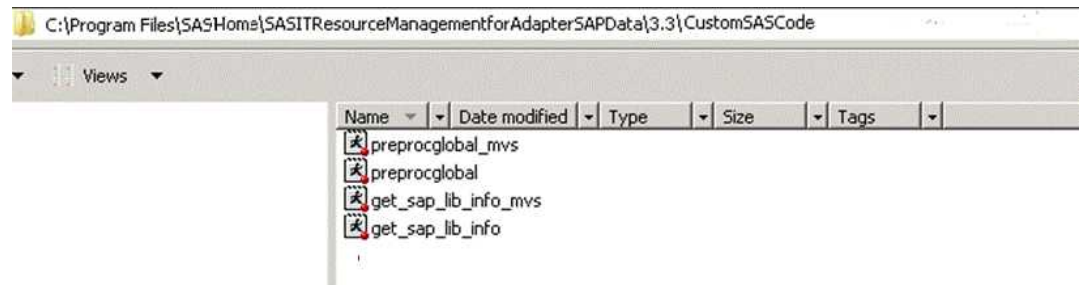 C:\Program Files\SASHome\SASITResourceManagementforAdapterSAPData\3.3\CustomSASCode
Views
Name Date modified Type Size Tags
preprocglobal_mvs
preprocglobal
get_sap_lib_info_mvs
get_sap_lib_info